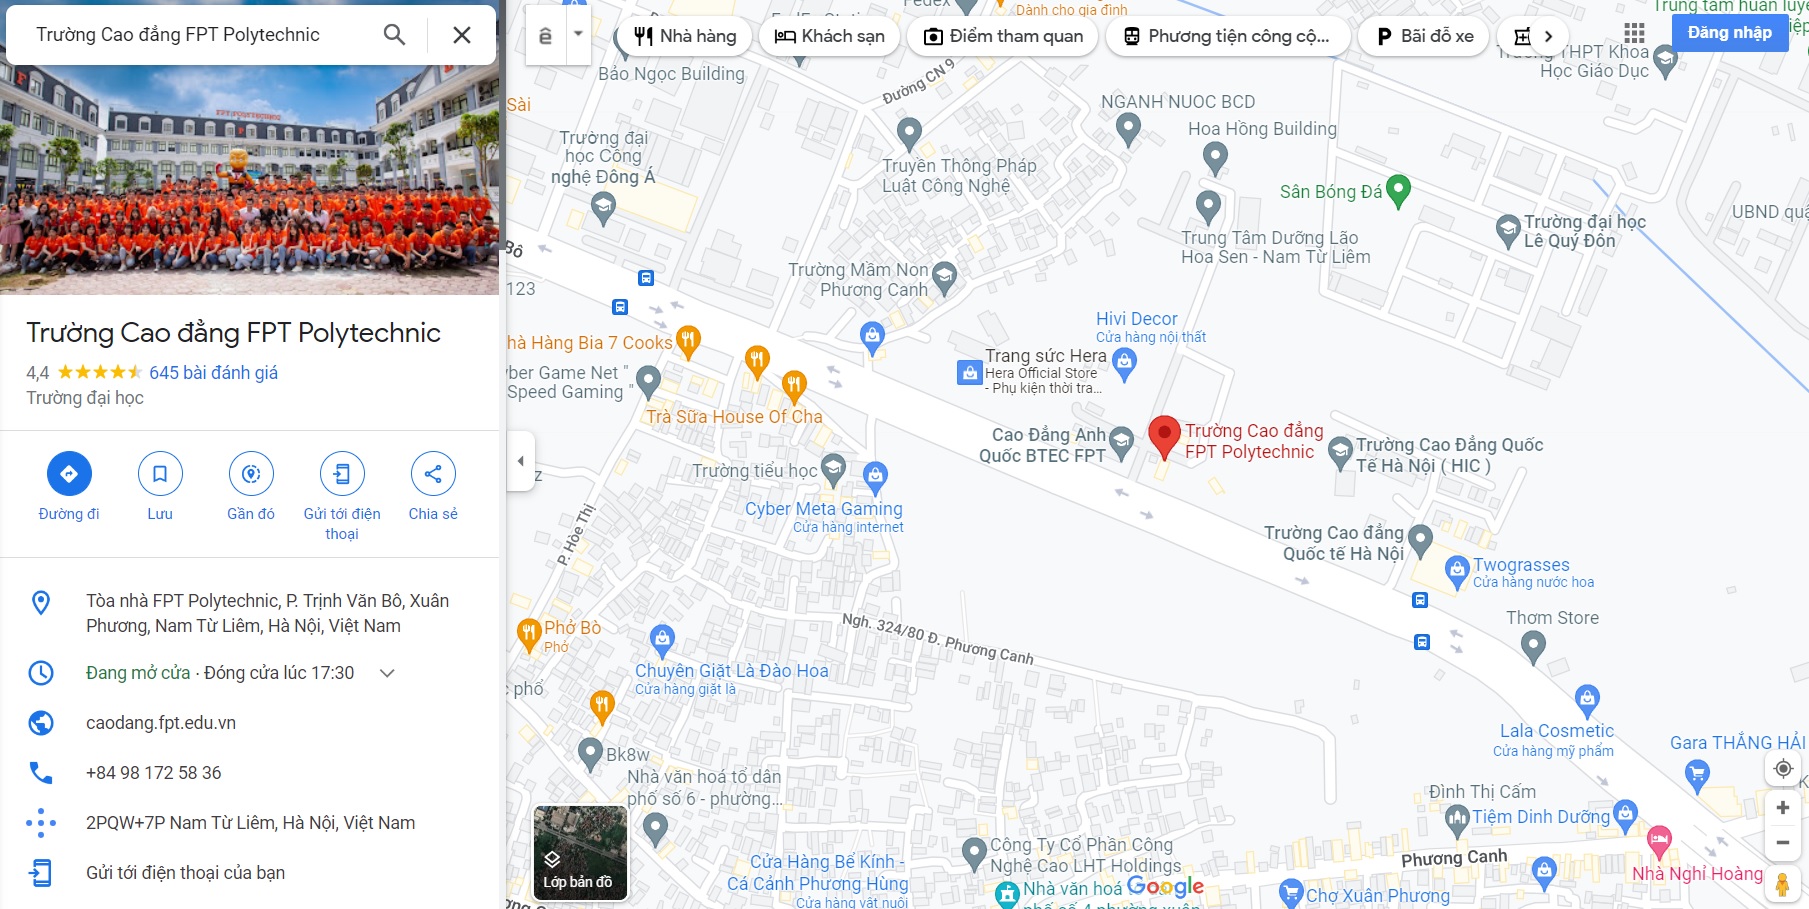 Trường Cao đẳng FPT Polytechnic
FPT POLYTECHNIC
Trường Cao đẳng FPT Polytechnic
4,4
645 bài đánh giá
Trường đại học
Đường đi
Lưu
Gần đó
Gửi tới điện
thoại
Chia sẻ
Tòa nhà FPT Polytechnic, P. Trịnh Văn Bô, Xuân
Phương, Nam Từ Liêm, Hà Nội, Việt Nam
Đang mở cửa · Đóng cửa lúc 17:30
caodang.fpt.edu.vn
+84 98 172 58 36
2PQW+7P Nam Từ Liêm, Hà Nội, Việt Nam
Gửi tới điện thoại của bạn
ê
Nhà hàng
Khách sạn
Điểm tham quan
Phương tiện công cộ...
Bãi đỗ xe
Đăng nhập
Dành cho gia đình
Trung tâm huấn luyệ
THPT Khoa
Học Giáo Dục
Bảo Ngọc Building
Đường CN 9
Sài
NGANH NUOC BCD
Hoa Hồng Building
Trường đại
học Công
nghệ Đông Á
Truyền Thông Pháp
Luật Công Nghệ
Sân Bóng Đá
Trường đại học
Lê Quý Đôn
UBND quậ
Trung Tâm Dưỡng Lão
Hoa Sen - Nam Từ Liêm
Bô
Trường Mầm Non
Phương Canh
123
Hivi Decor
Cửa hàng nội thất
hà Hàng Bia 7 Cooks
Trang sức Hera
Hera Official Store
- Phụ kiện thời tra...
yber Game Net "
Speed Gaming "
Trà Sữa House Of Cha
Cao Đẳng Anh
Quốc BTEC FPT
Trường Cao đẳng
FPT Polytechnic
Trường Cao Đẳng Quốc
Tế Hà Nội ( HIC )
Trường tiểu học
z
Cyber Meta Gaming
Cửa hàng internet
P. Hòe Thị
Trường Cao đẳng
Quốc tế Hà Nội
Twograsses
Cửa hàng nước hoa
Thơm Store
Ngh. 324/80 Đ. Phương Canh
Phở Bò
Phở
Chuyên Giặt Là Đào Hoa
Cửa hàng giặt là
c phố
Lala Cosmetic
Cửa hàng mỹ phẩm
Gara THẮNG HẢI
Bk8w
Nhà văn hoá tổ dân
phố số 6 - phường...
Đình Thị Cấm
Tiệm Dinh Dưỡng
Công Ty Cổ Phần Công
Nghệ Cao LHT Holdings
Phương Canh
Nhà Nghỉ Hoàng
Lớp bản đồ
Cửa Hàng Bể Kính -
Cá Cảnh Phương Hùng
Cửa hàng vật nuôi
Nhà văn hoá
phố số 4 phường xuân
Google
Chợ Xuân Phương